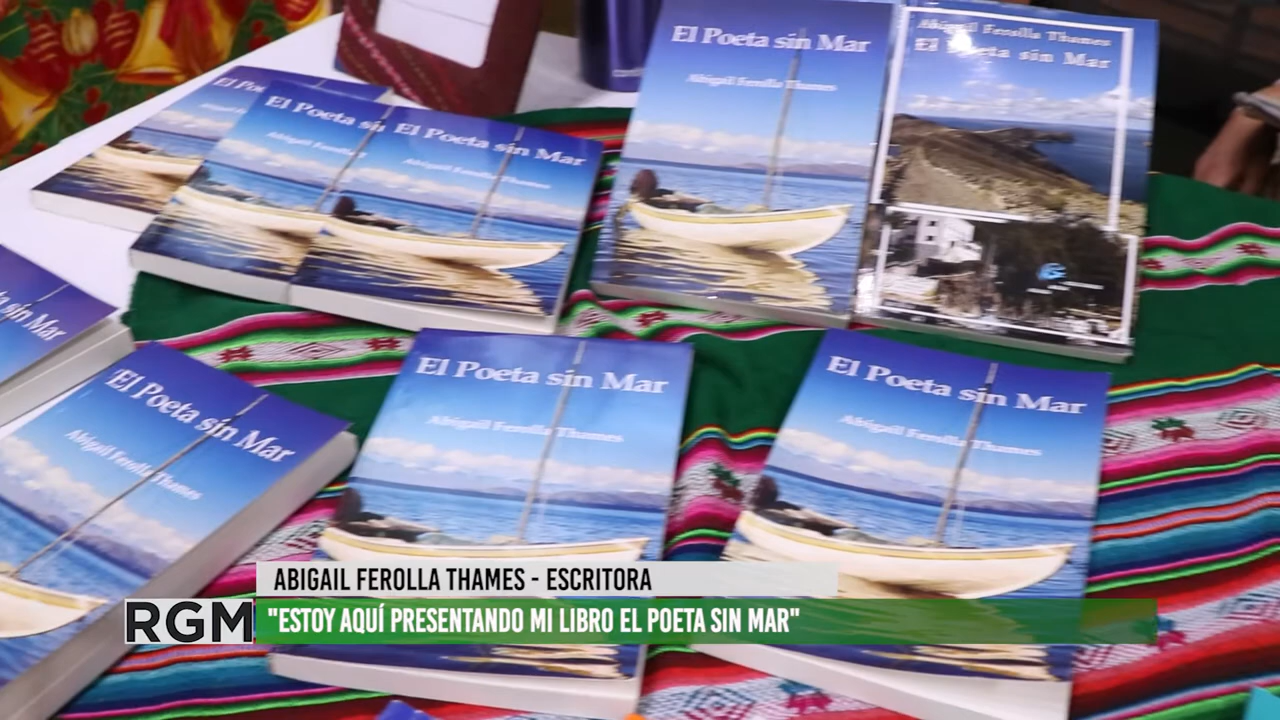 El Poeta sin Mar
Abigail Ferolla Thames
Abigail Ferolla Thames
El Poeta sin Mar
El Po
El Poeta
El Poeta sin Mar
Abigail Ferolla Thames
sin Mar
El Poeta sin Mar
Abigail Ferolla Thames
El Poeta sin Mar
Abigail Ferolla Thames
El Poeta sin Mar
Abigail Ferolla Thames
ABIGAIL FEROLLA THAMES - ESCRITORA
RGM
"ESTOY AQUÍ PRESENTANDO MI LIBRO EL POETA SIN MAR"